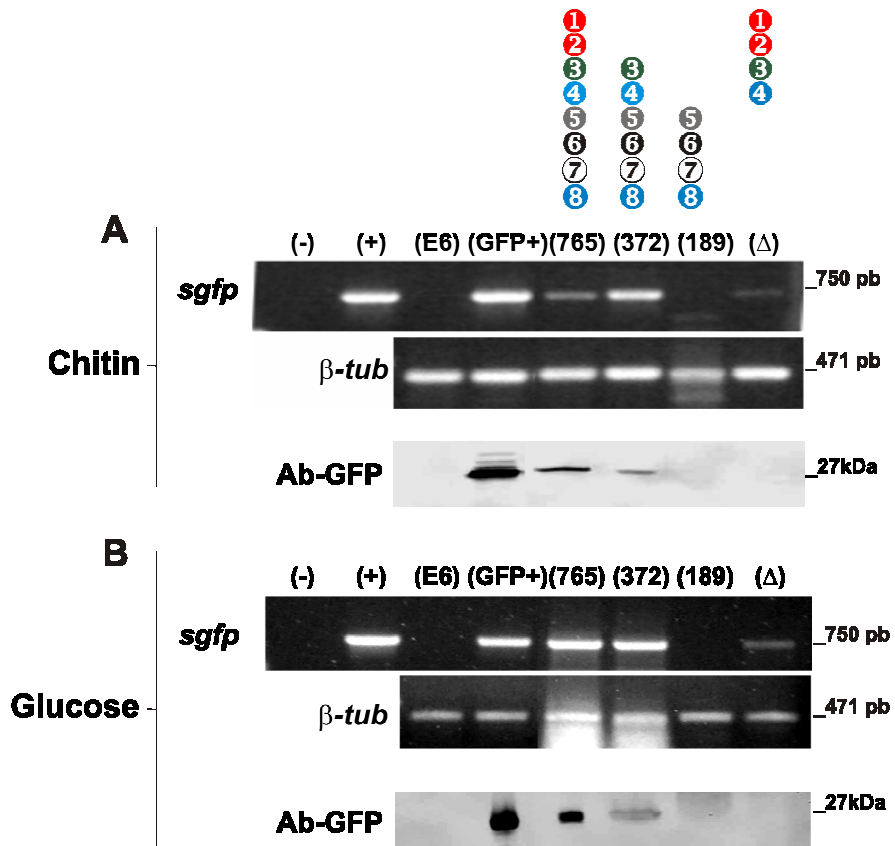 1 1
2 2
3 3 3
4 4 4
5 5 5
6 6 6
7 7 7
8 8 8
A
(-) (+) (E6) (GFP+) (765) (372) (189) (Δ)
sgfp _750 pb
Chitin
β-tub _471 pb
Ab-GFP _27kDa
B
(-) (+) (E6) (GFP+) (765) (372) (189) (Δ)
sgfp _750 pb
Glucose
β-tub _471 pb
Ab-GFP _27kDa